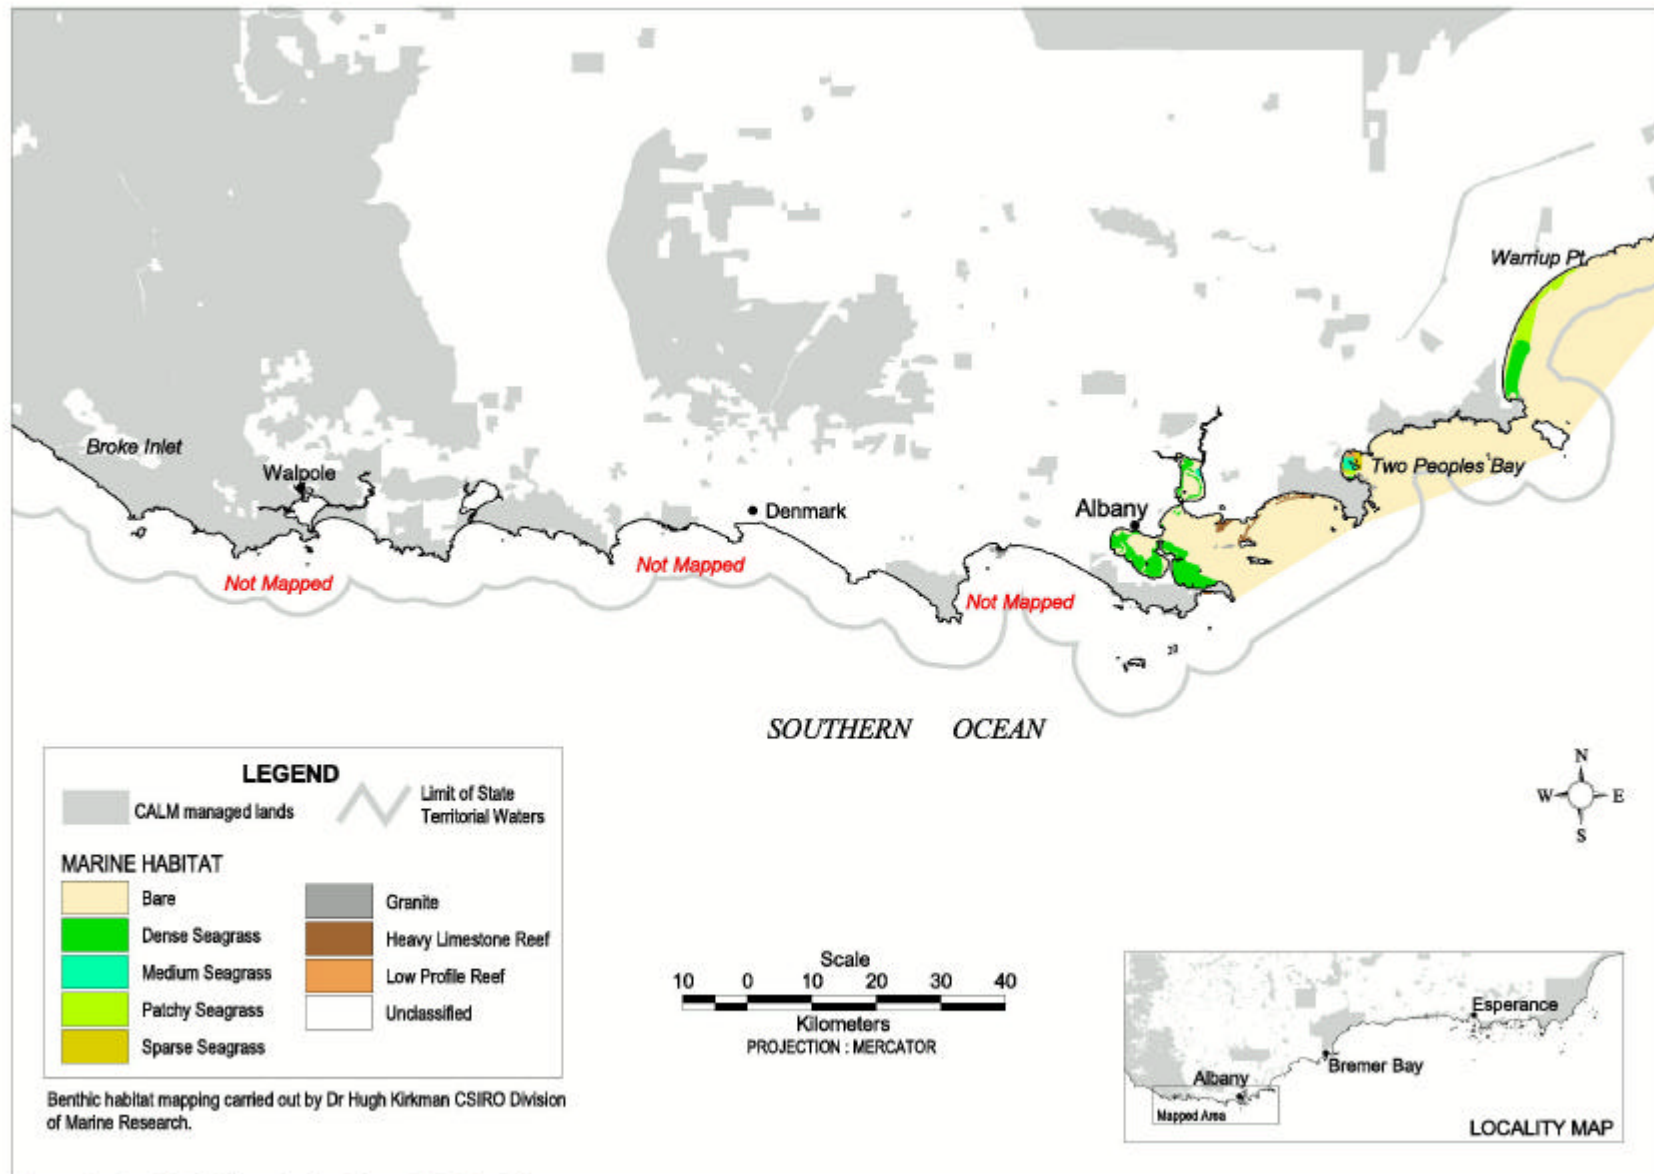 Warriup Pt
Broke Inlet
Walpole
Two Peoples' Bay
Denmark
Albany
Not Mapped
Not Mapped
Not Mapped
SOUTHERN OCEAN
LEGEND
CALM managed lands
Limit of State
Territorial Waters
MARINE HABITAT
Bare
Dense Seagrass
Medium Seagrass
Patchy Seagrass
Sparse Seagrass
Granite
Heavy Limestone Reef
Low Profile Reef
Unclassified
Benthic habitat mapping carried out by Dr Hugh Kirkman CSIRO Division
of Marine Research.
Scale
10 0 10 20 30 40
Kilometers
PROJECTION : MERCATOR
N
W E
S
Esperance
Bremer Bay
Albany
Mapped Area
LOCALITY MAP